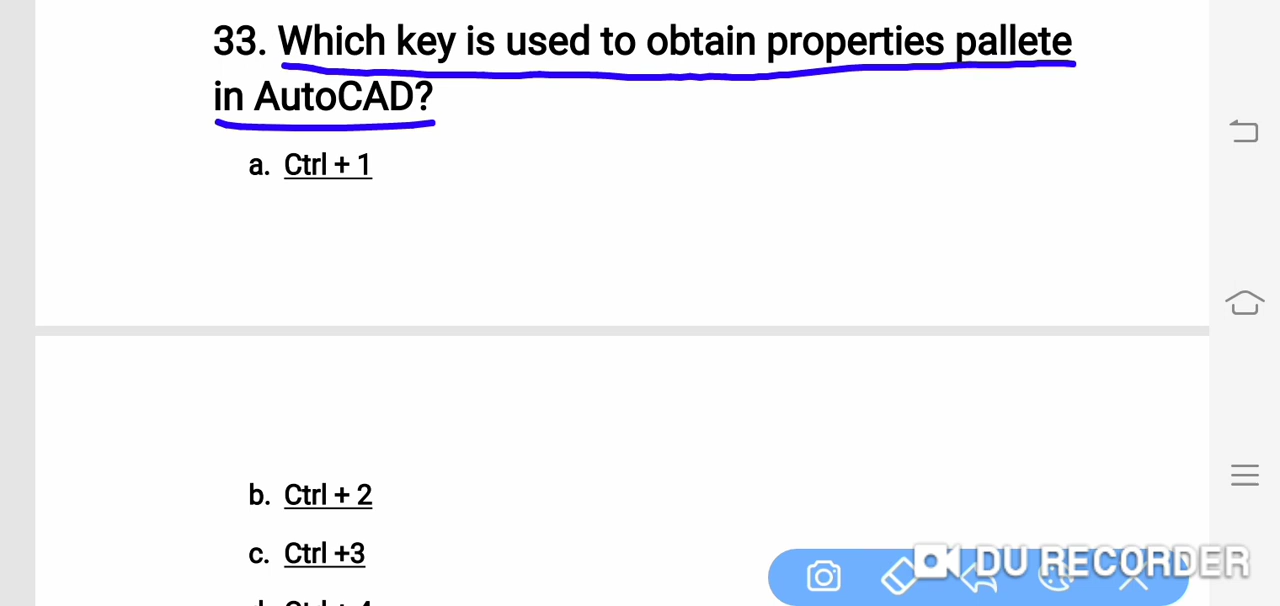 33. Which key is used to obtain properties pallete
in AutoCAD?
a. Ctrl + 1
b. Ctrl + 2
c. Ctrl +3
DU RECORDER